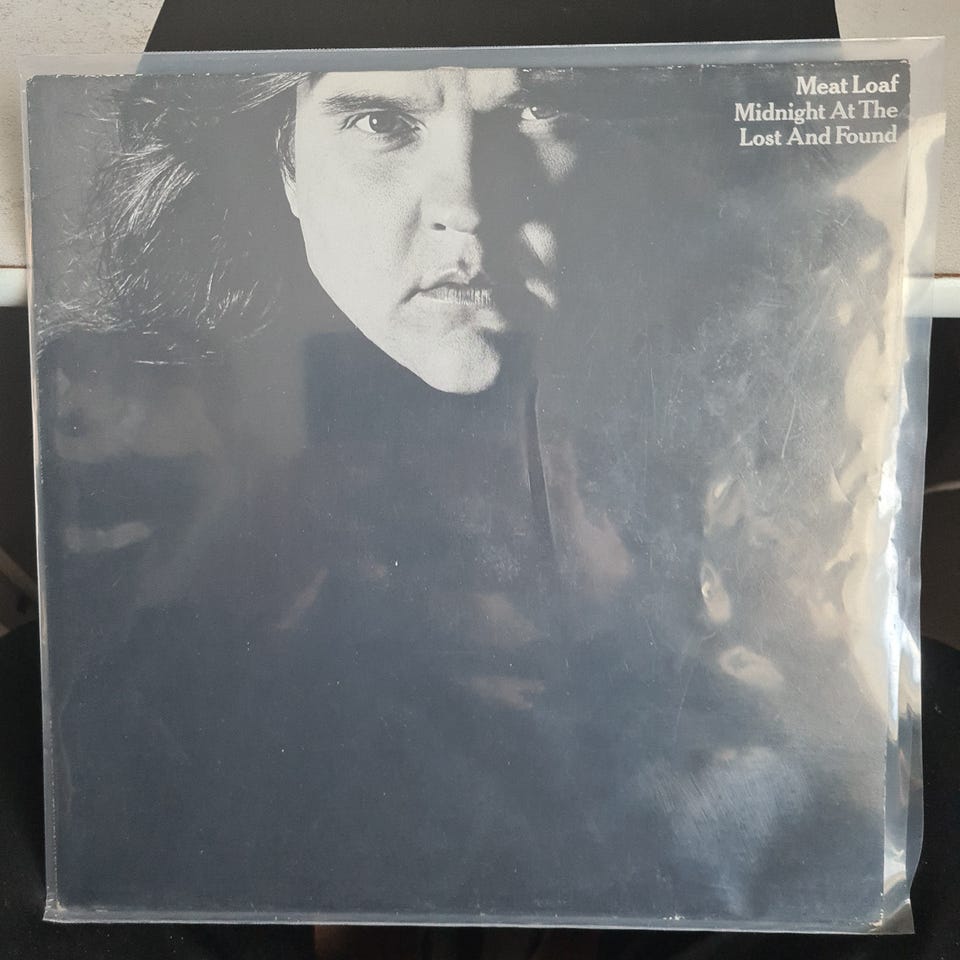 Meat Loaf
Midnight At The
Lost And Found